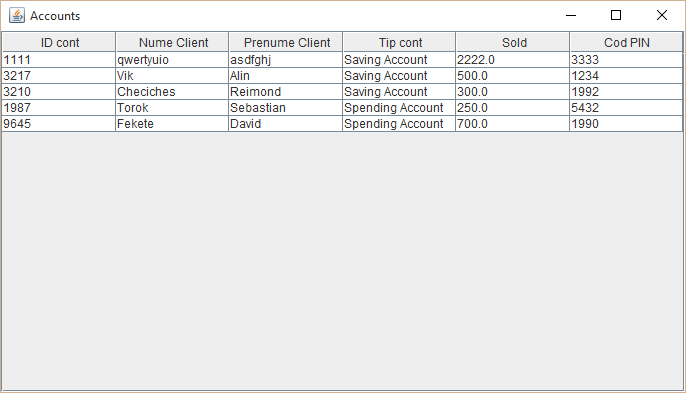 Accounts
ID cont Nume Client Prenume Client Tip cont Sold Cod PIN
1111 qwertyuio asdfghj Saving Account 2222.0 3333
3217 Vik Alin Saving Account 500.0 1234
3210 Checiches Reimond Saving Account 300.0 1992
1987 Torok Sebastian Spending Account 250.0 5432
9645 Fekete David Spending Account 700.0 1990